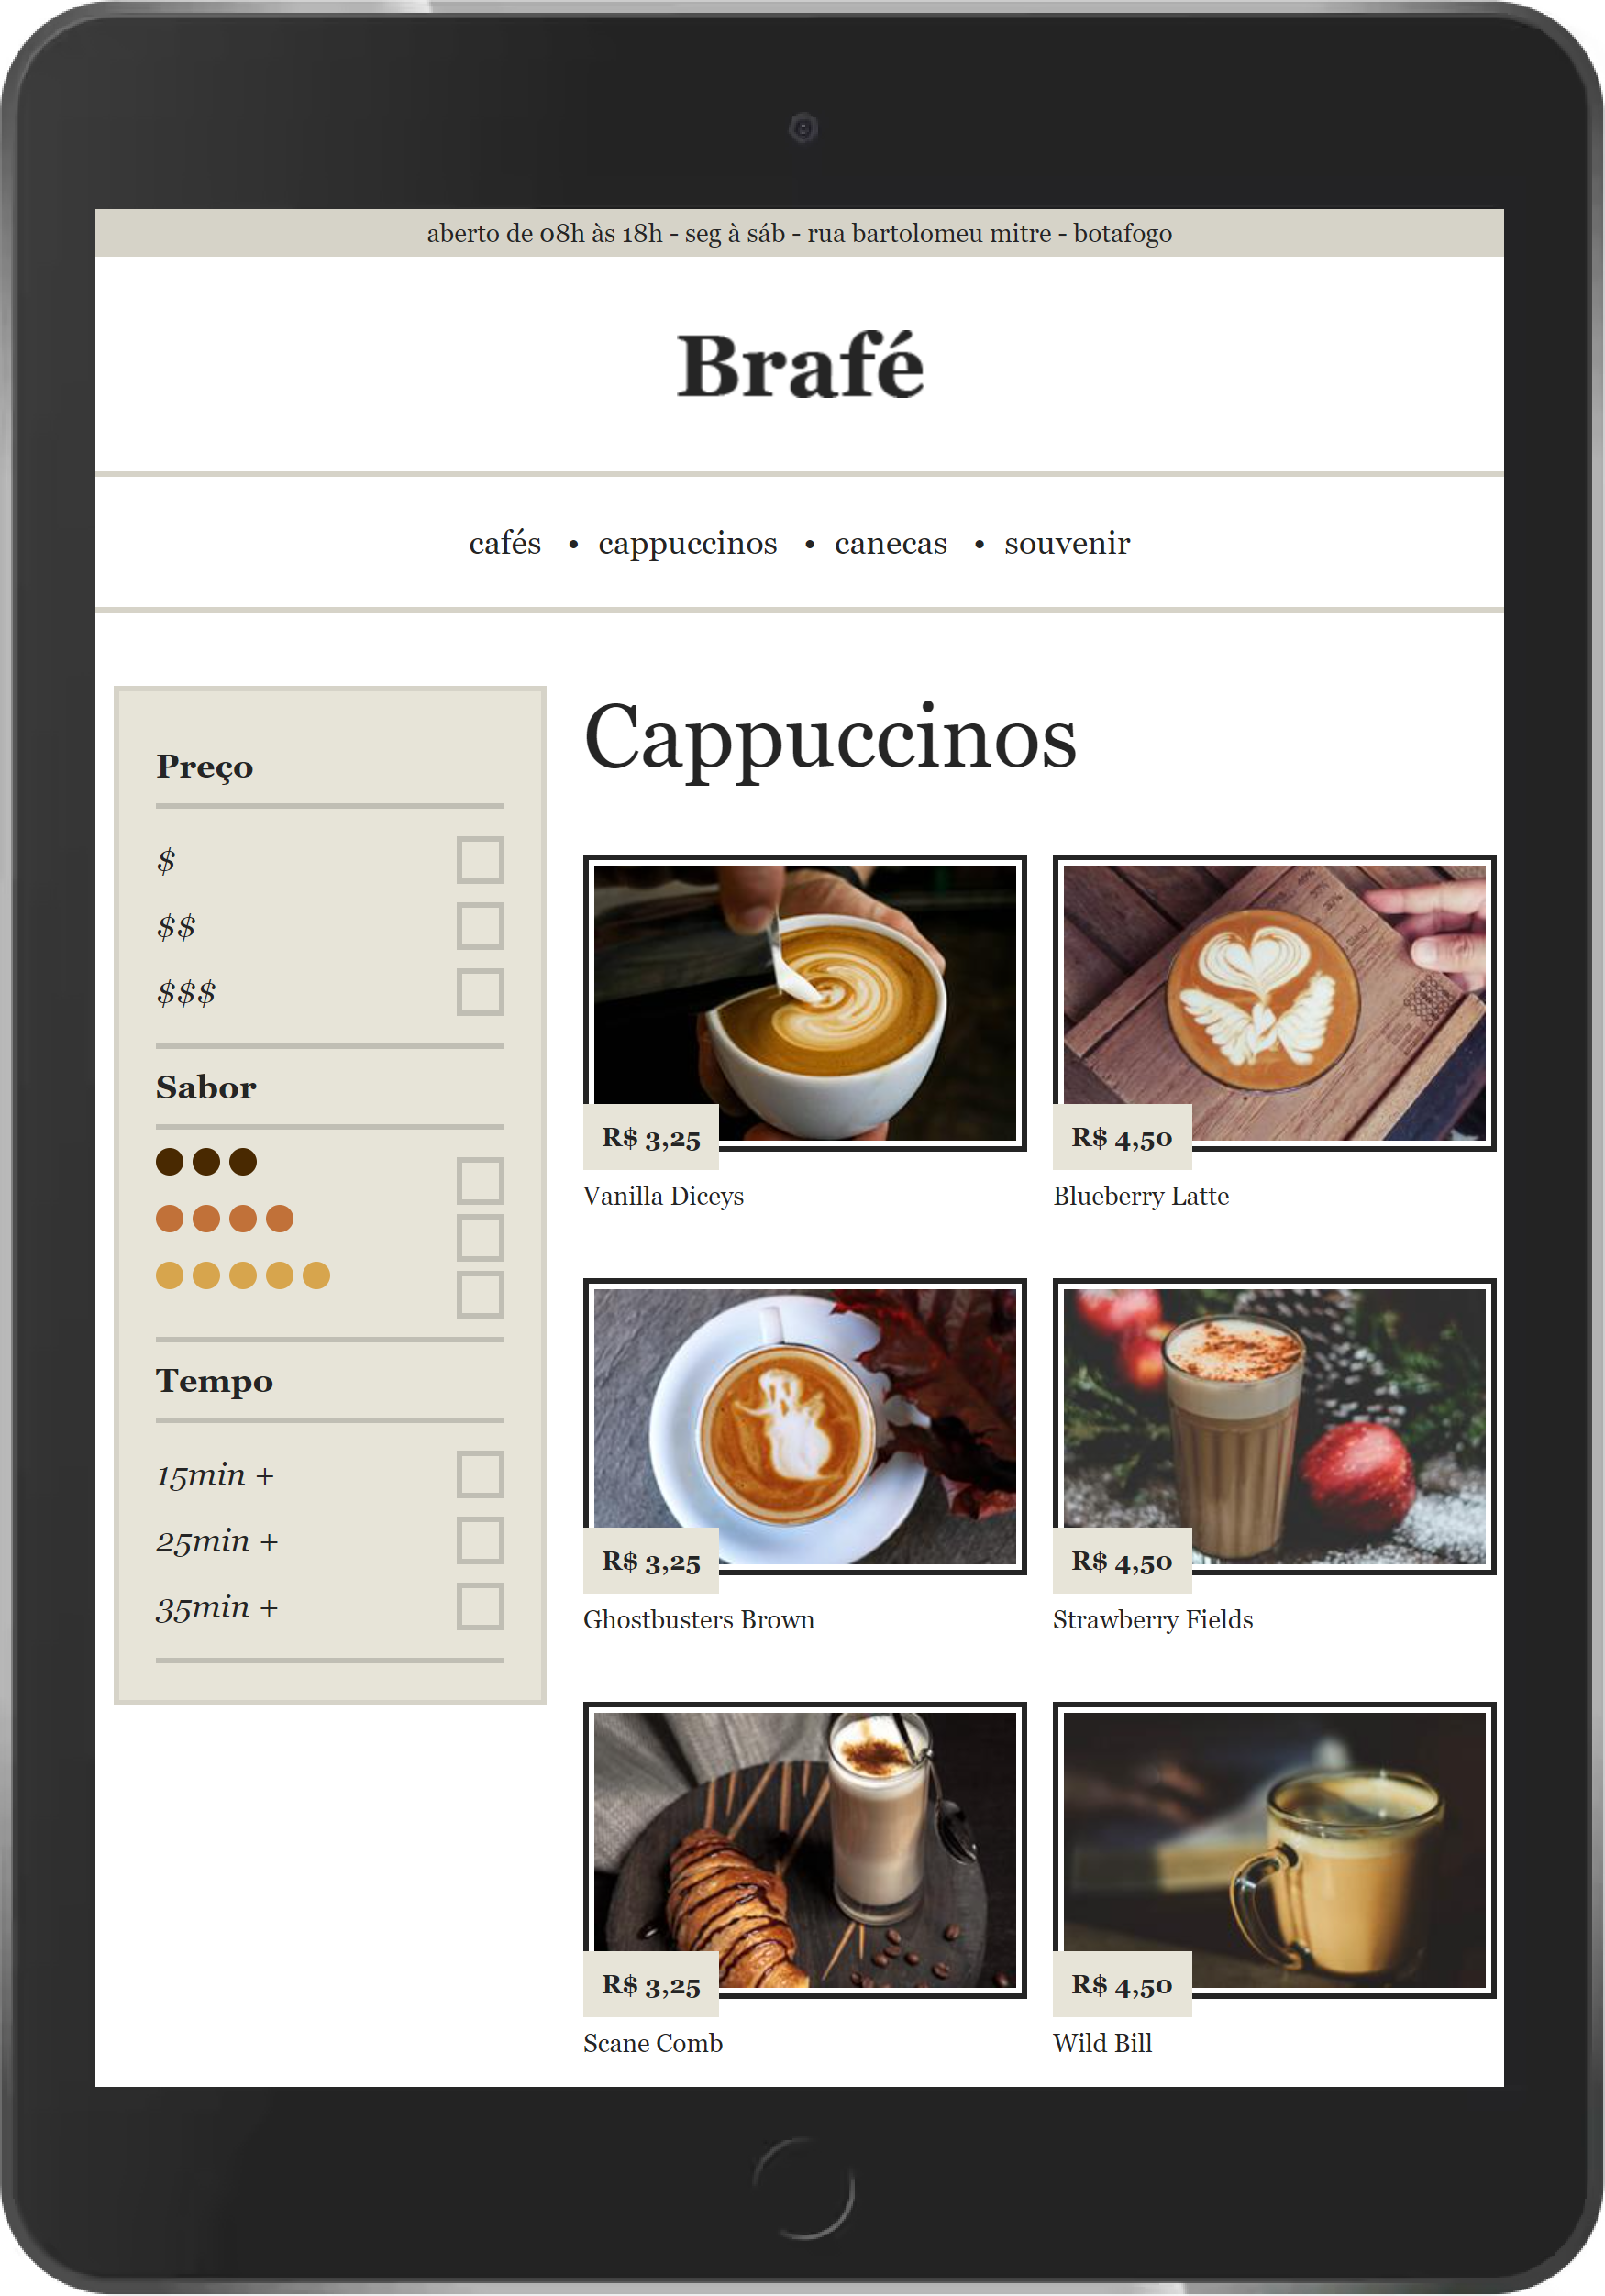 aberto de 08h às 18h - seg à sáb - rua bartolomeu mitre - botafogo
Brafé
cafés • cappuccinos • canecas • souvenir
Preço
$
$$
$$$
Sabor
Tempo
15min +
25min +
35min +
Cappuccinos
R$ 3,25
Vanilla Diceys
R$ 4,50
Blueberry Latte
R$ 3,25
Ghostbusters Brown
R$ 4,50
Strawberry Fields
R$ 3,25
Scane Comb
R$ 4,50
Wild Bill